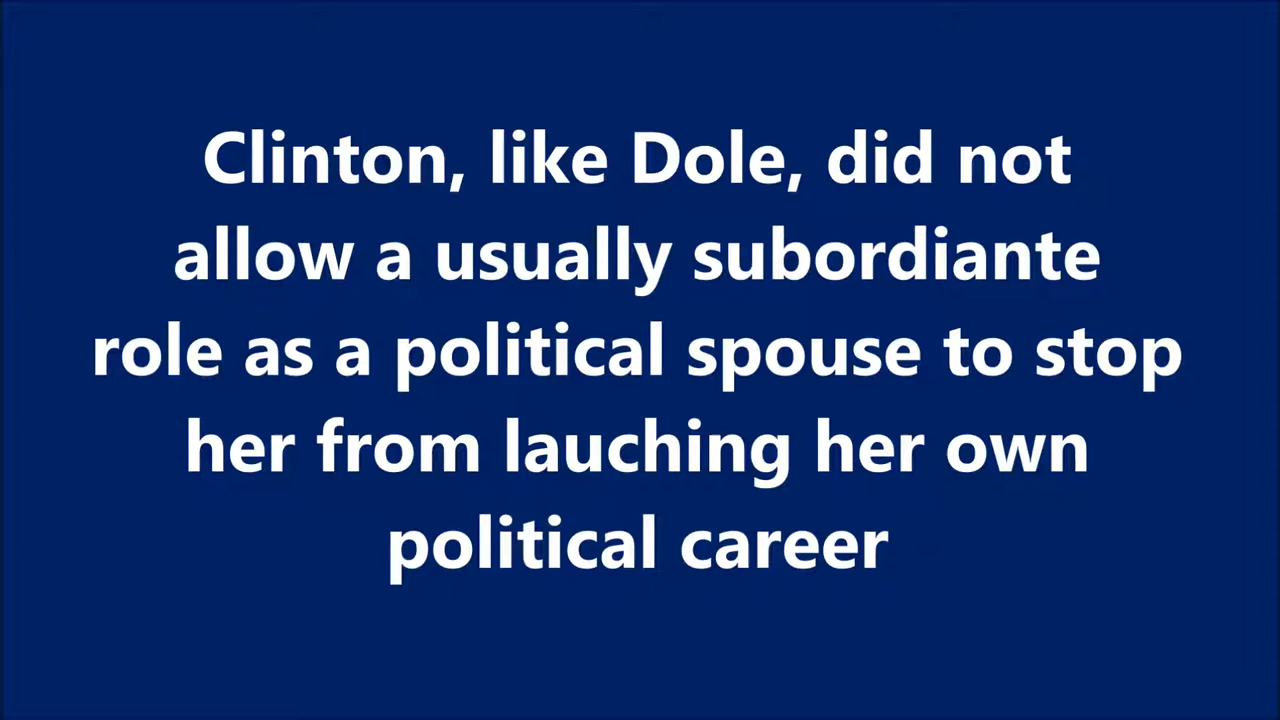 Clinton, like Dole, did not
allow a usually subordiante
role as a political spouse to stop
her from lauching her own
political career